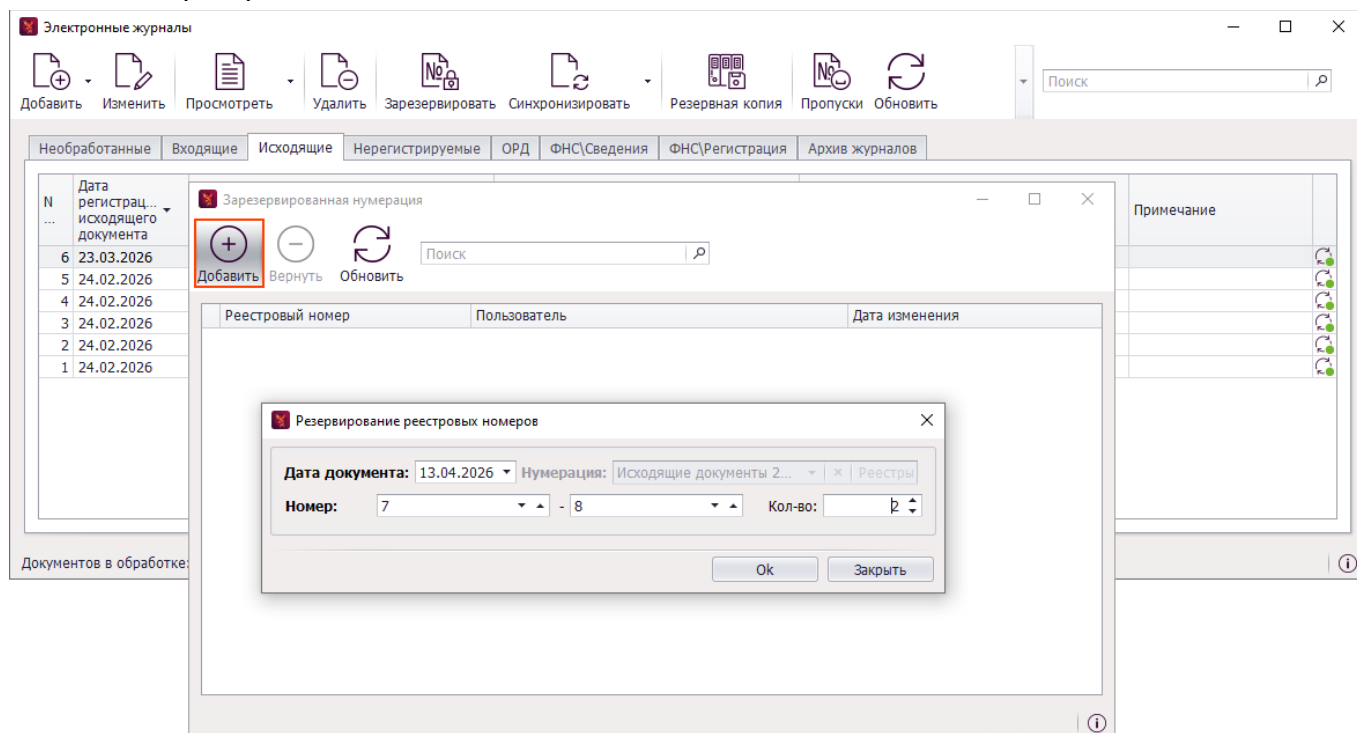 Электронные журналы
Добавить Изменить Просмотреть Удалить Зарезервировать Синхронизировать Резервная копия Пропуски Обновить Поиск
Необработанные Входящие Исходящие Нерегистрируемые ОРД ФНС\Сведения ФНС\Регистрация Архив журналов
N ... Дата регистрац... исходящего документа Примечание
6 23.03.2026
5 24.02.2026
4 24.02.2026
3 24.02.2026
2 24.02.2026
1 24.02.2026
Документов в обработке:
Зарезервированная нумерация
Добавить Вернуть Обновить Поиск
Реестровый номер Пользователь Дата изменения
Резервирование реестровых номеров
Дата документа: 13.04.2026 Нумерация: Исходящие документы 2... Реестры
Номер: 7 - 8 Кол-во: 2
Ok Закрыть